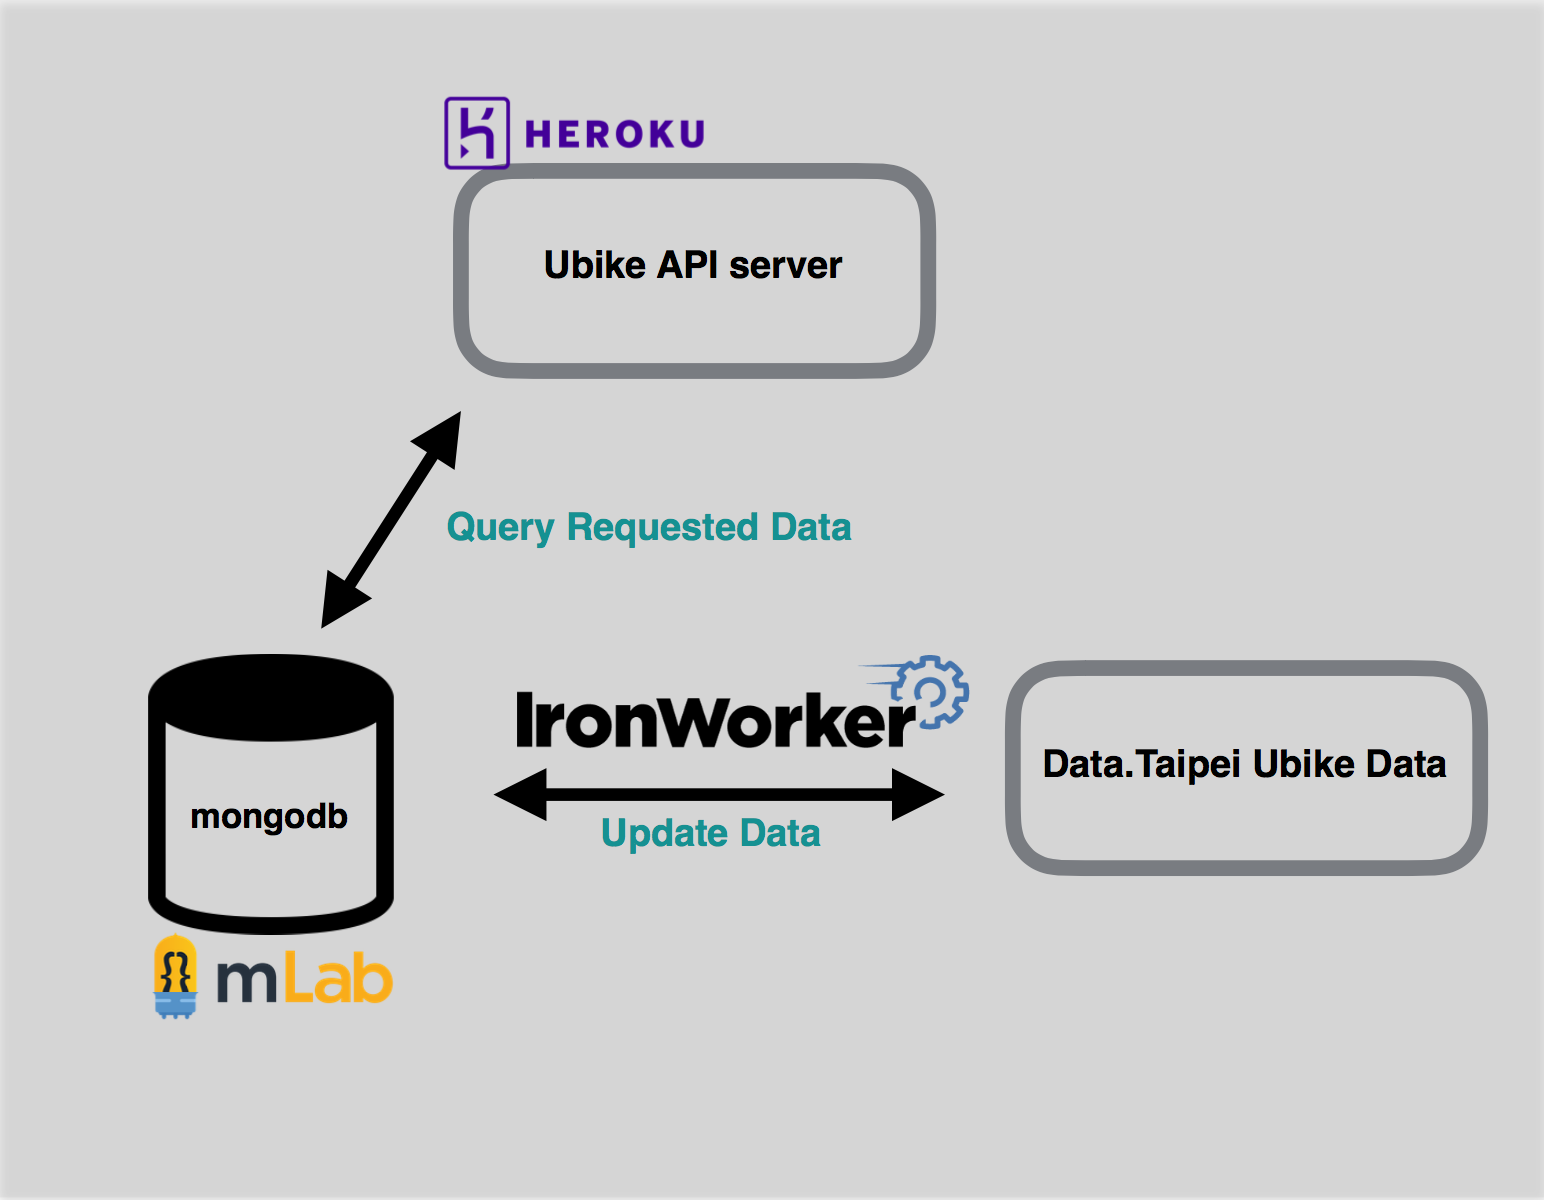 HEROKU
Ubike API server
Query Requested Data
IronWorker
Data.Taipei Ubike Data
mongodb
Update Data
{}
mLab